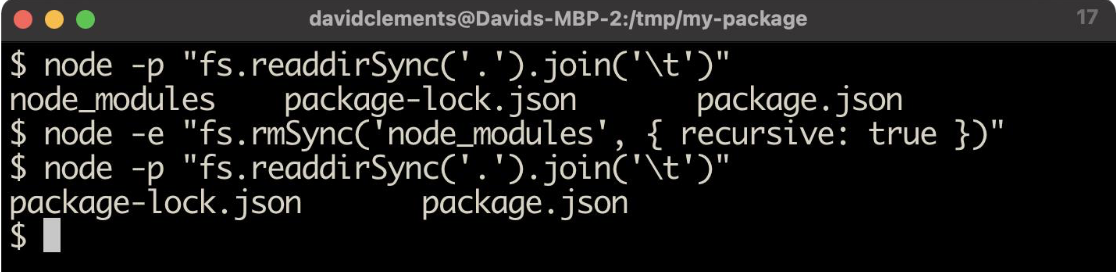 davidclements@Davids-MBP-2:/tmp/my-package 17
$ node -p "fs.readdirSync('.').join('\t')"
node_modules package-lock.json package.json
$ node -e "fs.rmSync('node_modules', { recursive: true })"
$ node -p "fs.readdirSync('.').join('\t')"
package-lock.json package.json
$